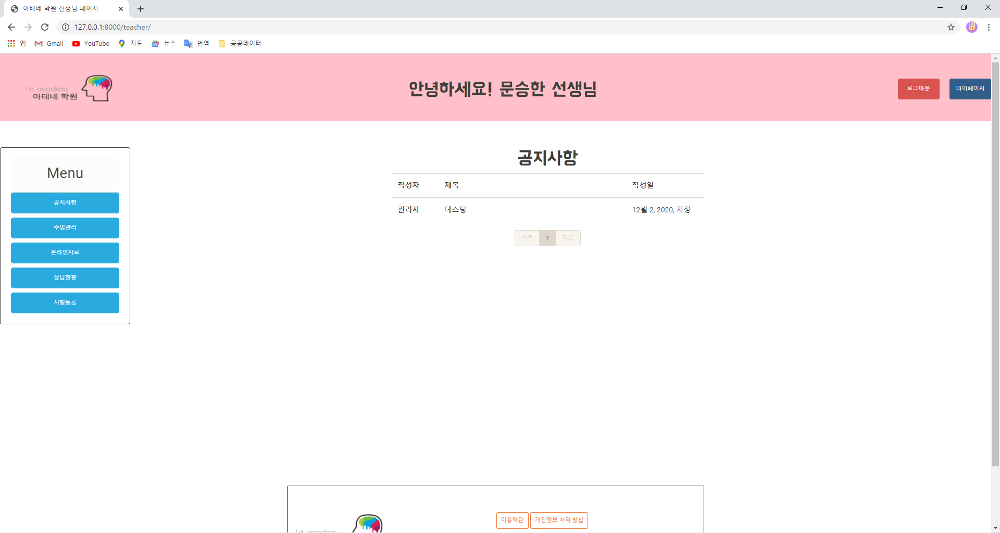 아테네 학원 선생님 페이지
127.0.0.1:8000/teacher/
앱 Gmail YouTube 지도 뉴스 번역 공공데이터
1st. academy
아테네 학원
안녕하세요! 문승한 선생님
로그아웃 마이페이지
공지사항
Menu
공지사항
수업관리
온라인자료
상담현황
시험등록
작성자 제목 작성일
관리자 테스팅 12월 2, 2020, 자정
이전 1 다음
1st. academy
이용약관 개인정보 처리 방침